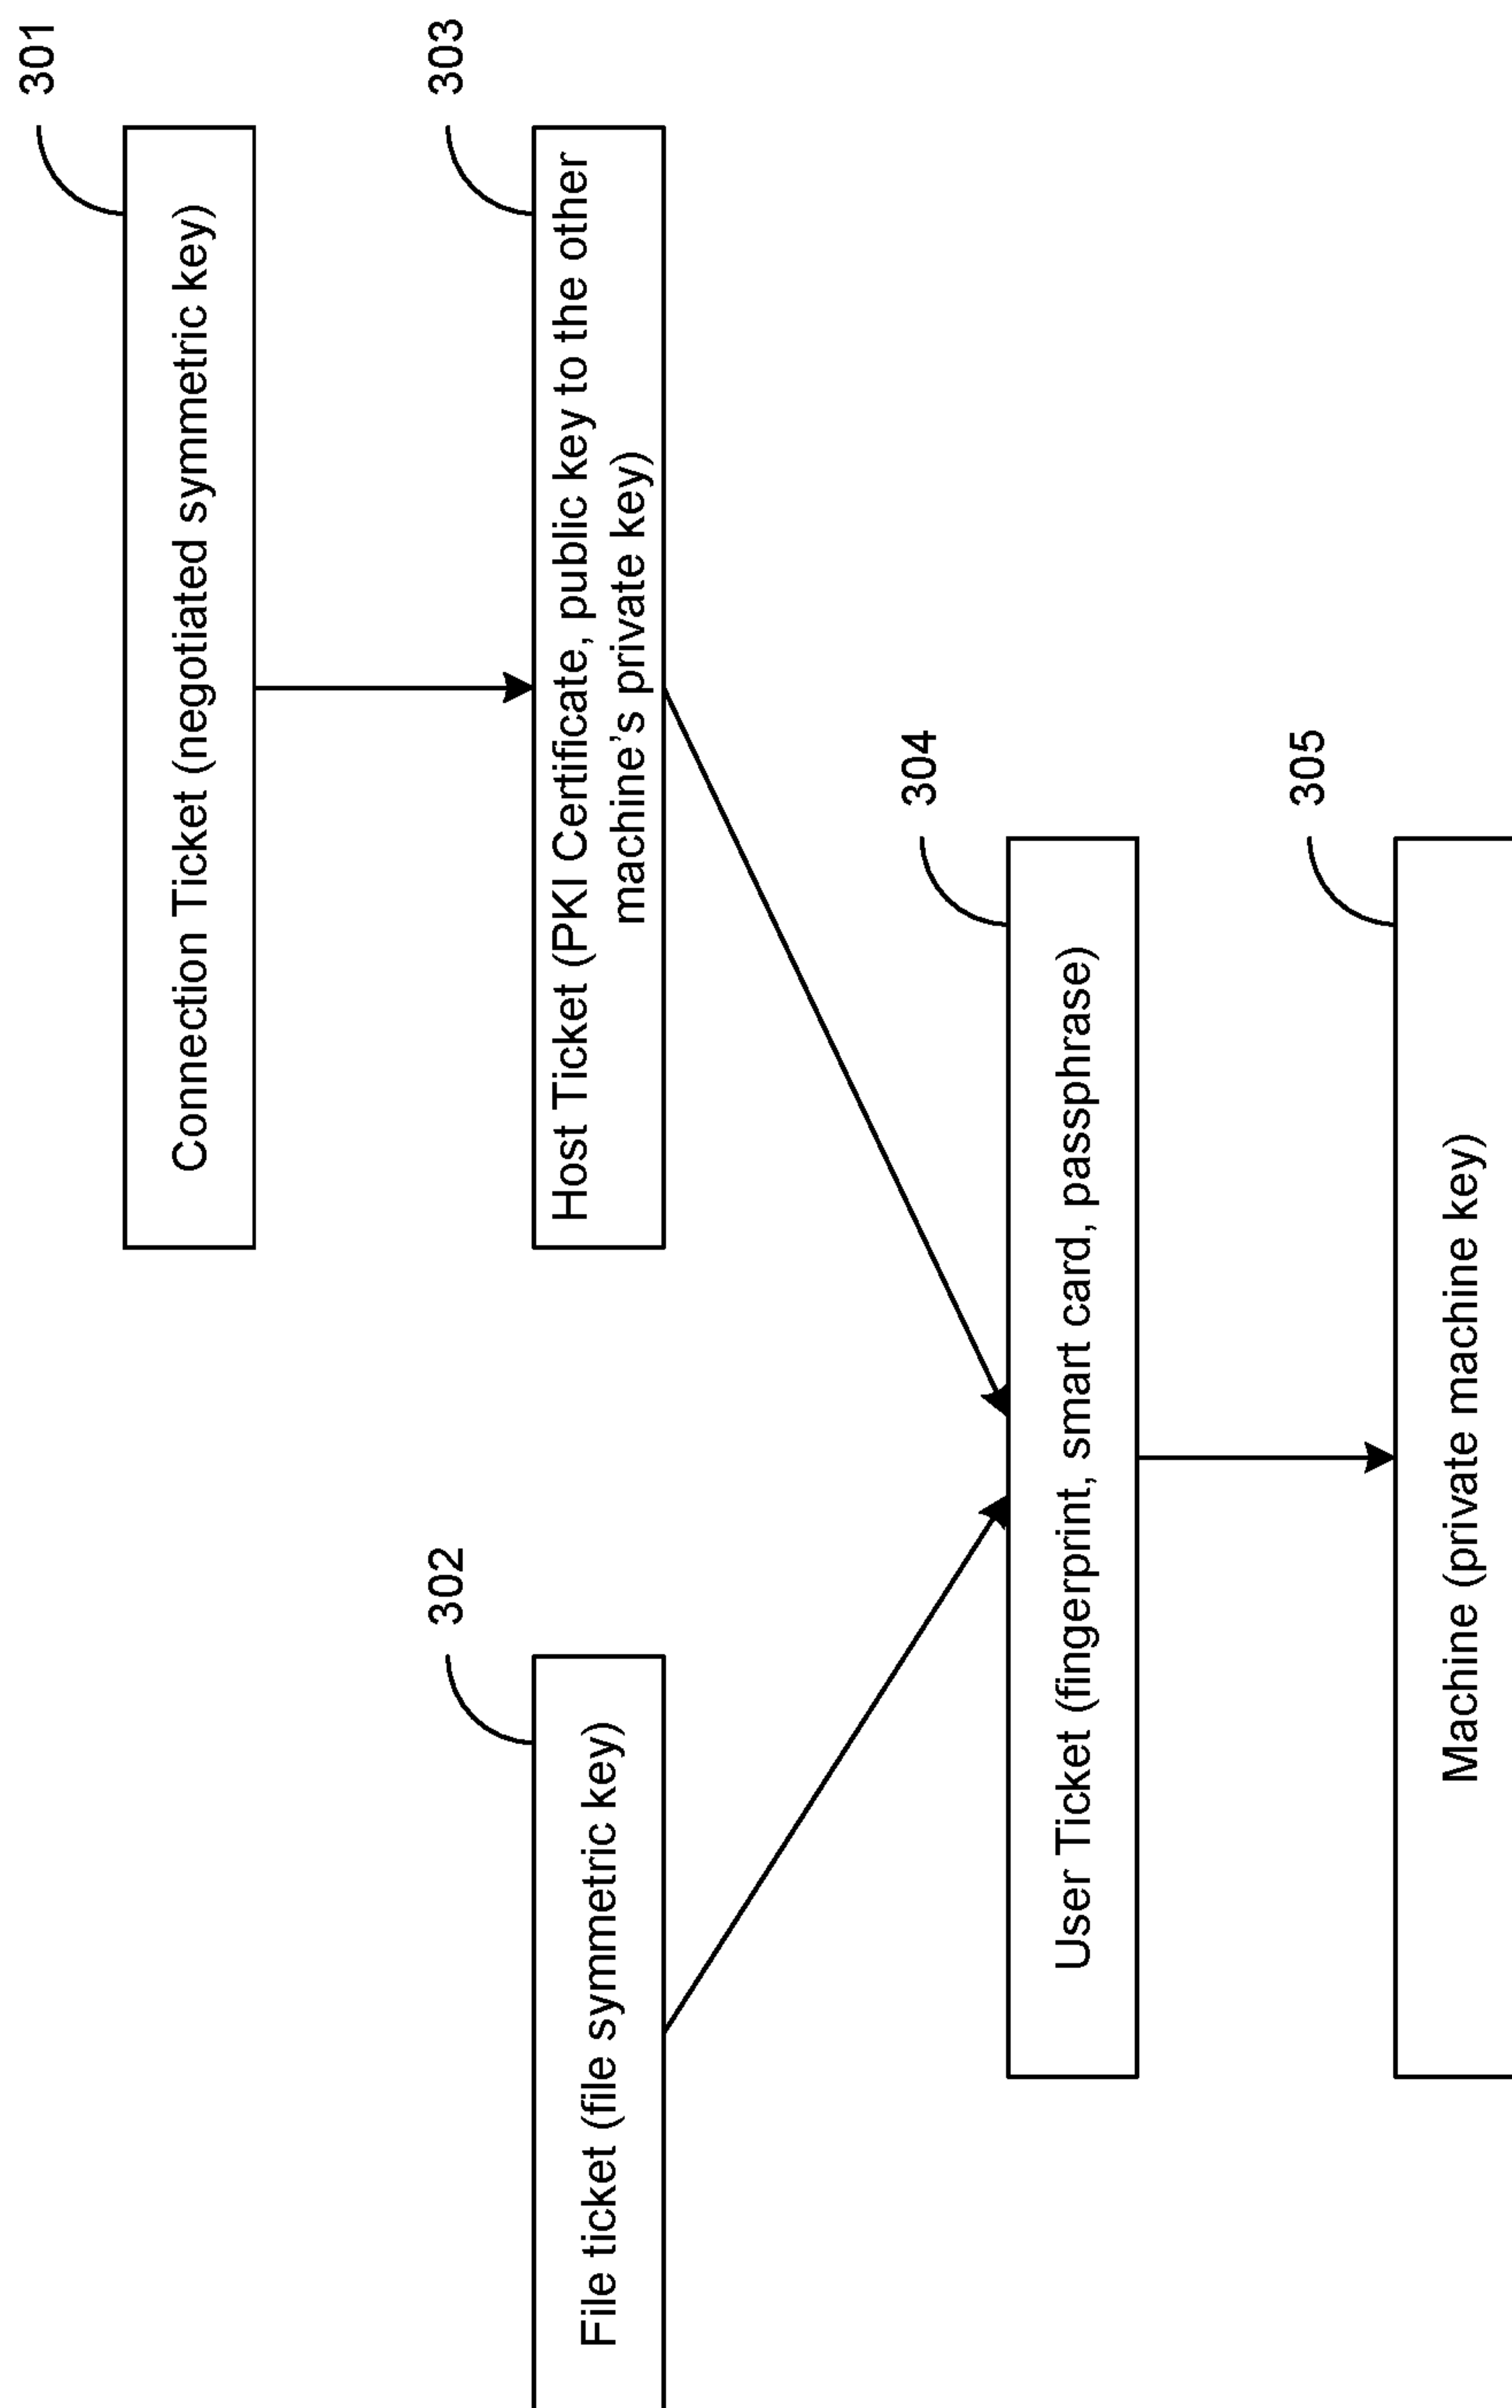 301
Connection Ticket (negotiated symmetric key)
302
File ticket (file symmetric key)
303
Host Ticket (PKI Certificate, public key to the other
machine's private key)
304
User Ticket (fingerprint, smart card, passphrase)
305
Machine (private machine key)